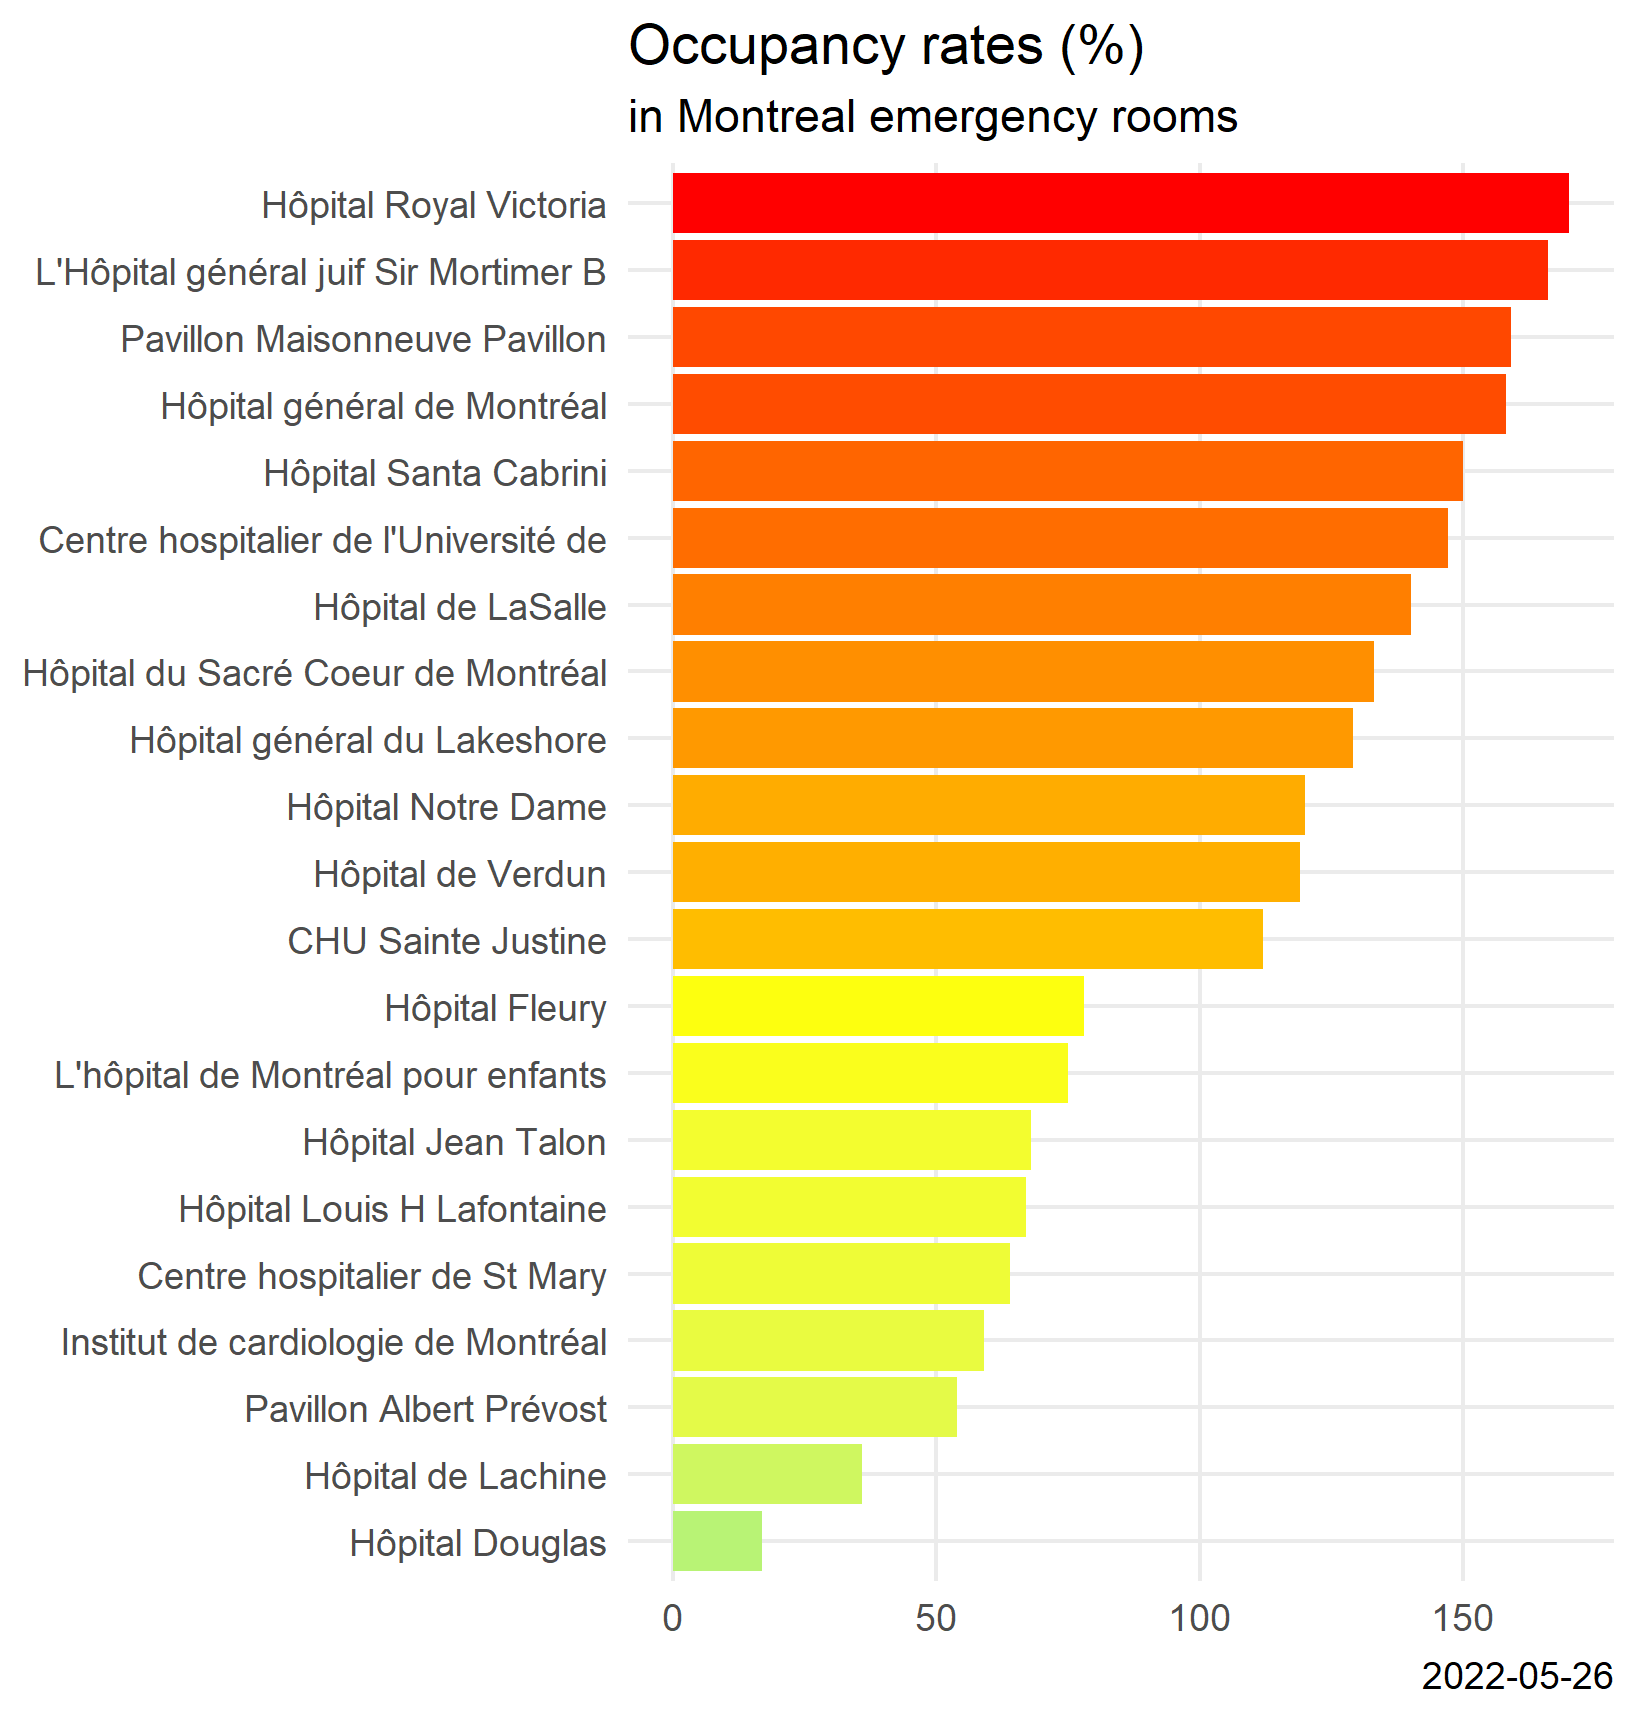 Occupancy rates (%)
in Montreal emergency rooms
Hôpital Royal Victoria
L'Hôpital général juif Sir Mortimer B
Pavillon Maisonneuve Pavillon
Hôpital général de Montréal
Hôpital Santa Cabrini
Centre hospitalier de l'Université de
Hôpital de LaSalle
Hôpital du Sacré Coeur de Montréal
Hôpital général du Lakeshore
Hôpital Notre Dame
Hôpital de Verdun
CHU Sainte Justine
Hôpital Fleury
L'hôpital de Montréal pour enfants
Hôpital Jean Talon
Hôpital Louis H Lafontaine
Centre hospitalier de St Mary
Institut de cardiologie de Montréal
Pavillon Albert Prévost
Hôpital de Lachine
Hôpital Douglas
0 50 100 150
2022-05-26